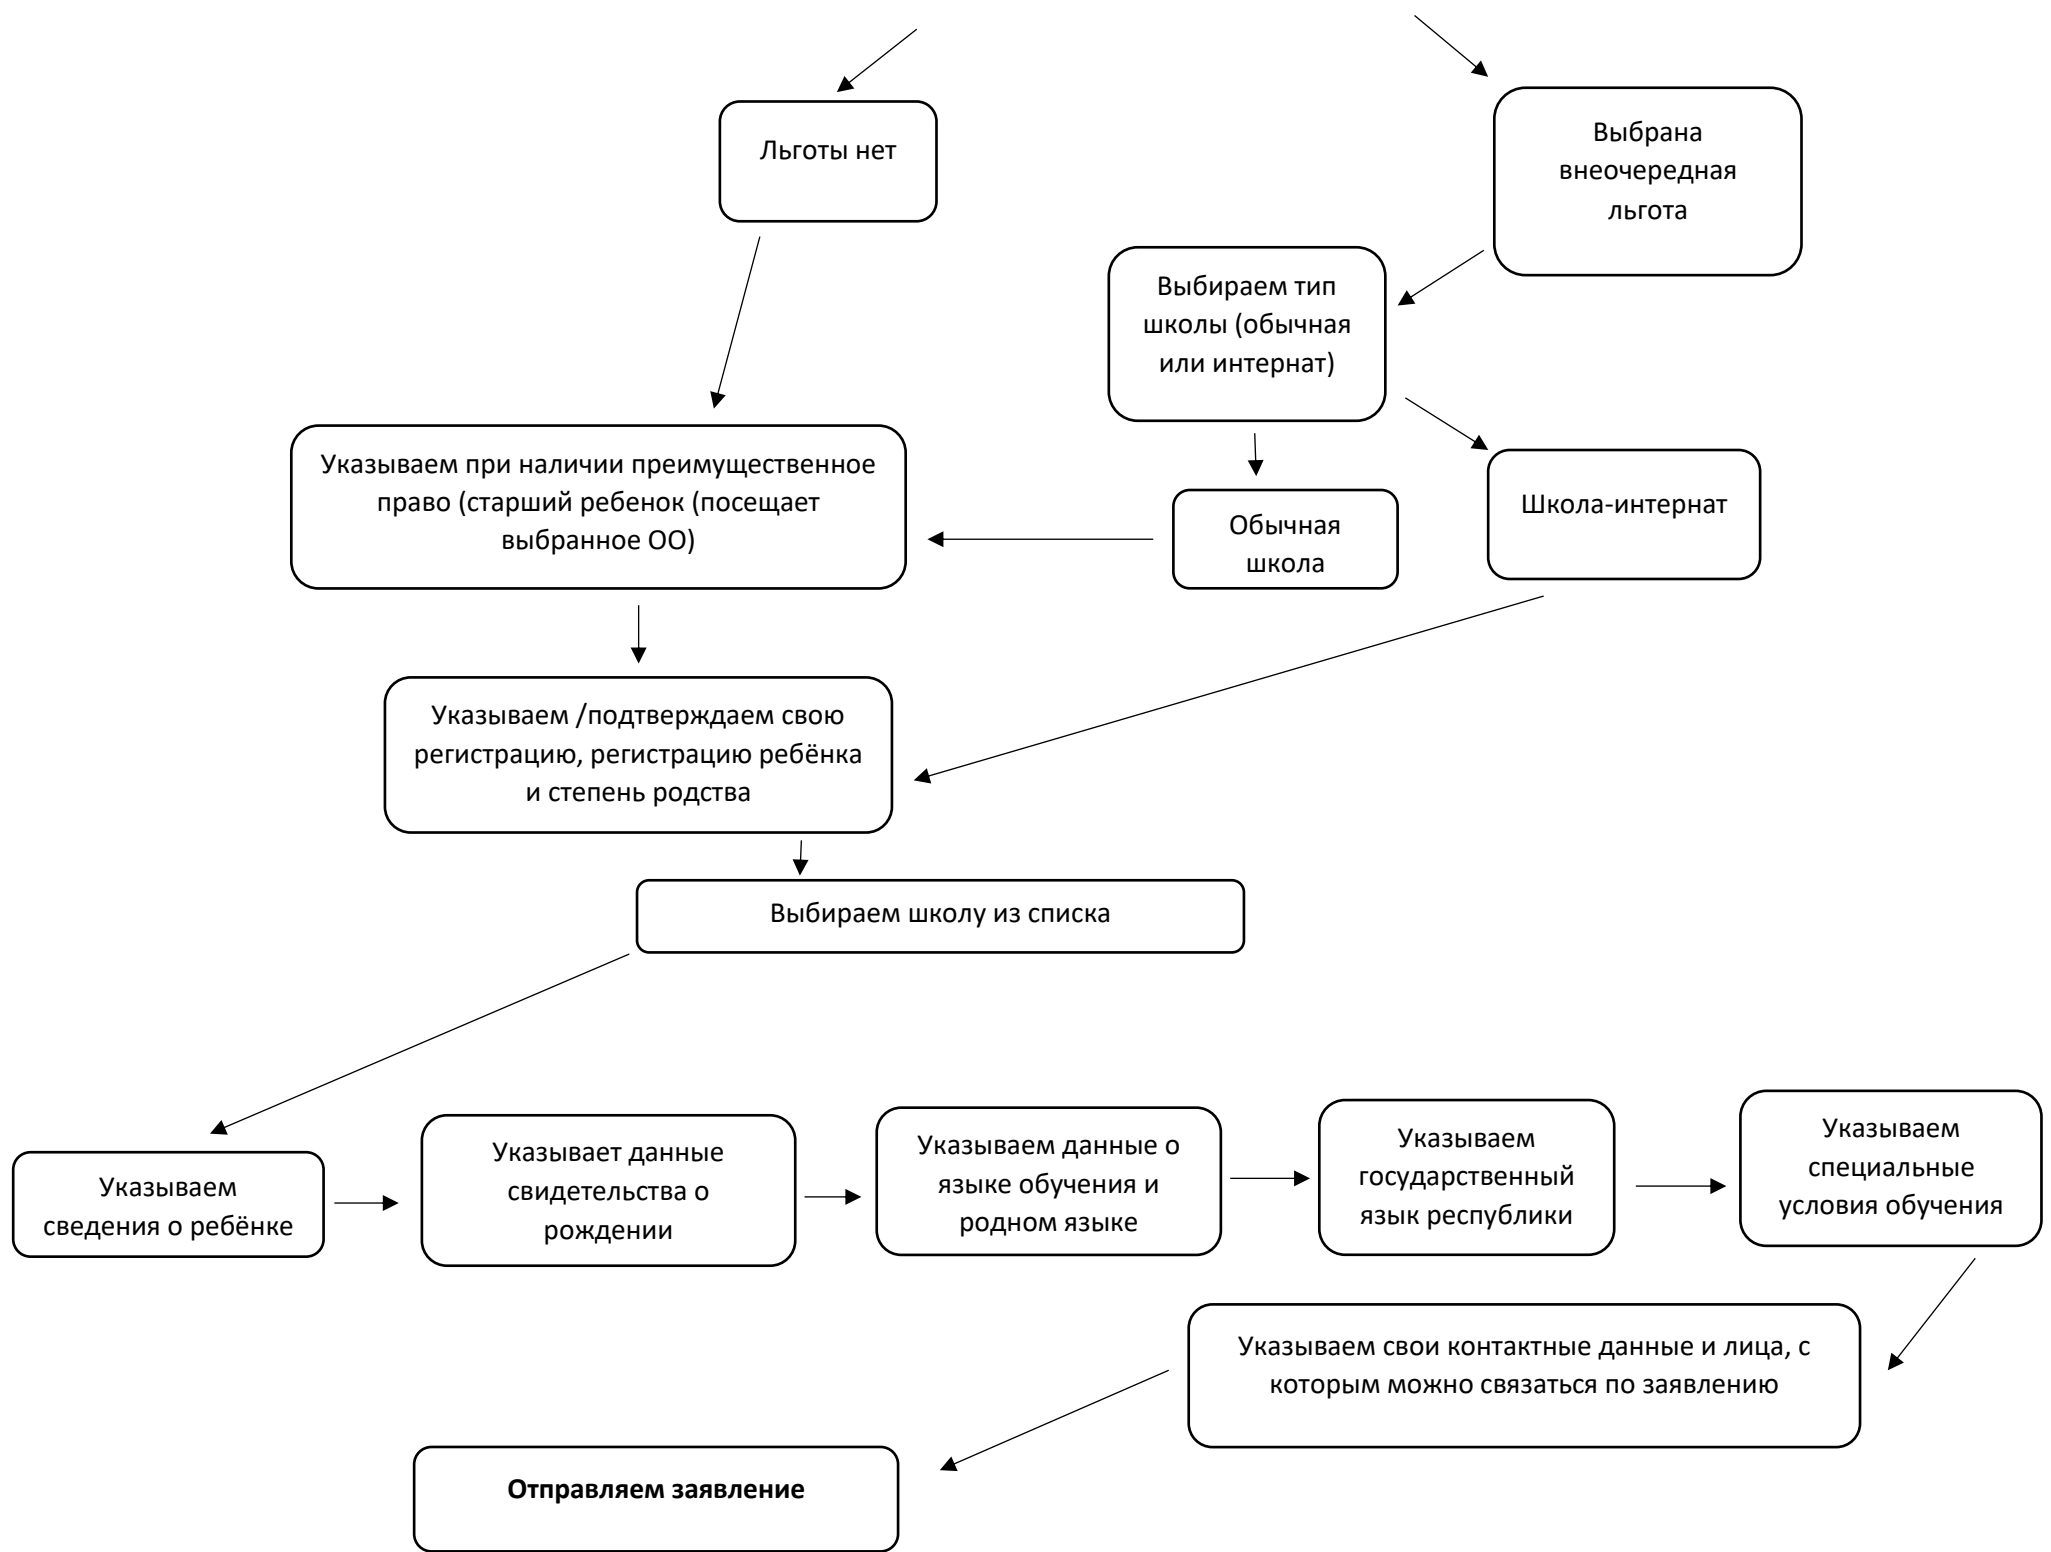 Льготы нет
Выбрана
внеочередная
льгота
Выбираем тип
школы (обычная
или интернат)
Указываем при наличии преимущественное
право (старший ребенок (посещает
выбранное ОО)
Обычная
школа
Школа-интернат
Указываем /подтверждаем свою
регистрацию, регистрацию ребёнка
и степень родства
Выбираем школу из списка
Указываем
сведения о ребёнке
Указывает данные
свидетельства о
рождении
Указываем данные о
языке обучения и
родном языке
Указываем
государственный
язык республики
Указываем
специальные
условия обучения
Указываем свои контактные данные и лица, с
которым можно связаться по заявлению
Отправляем заявление